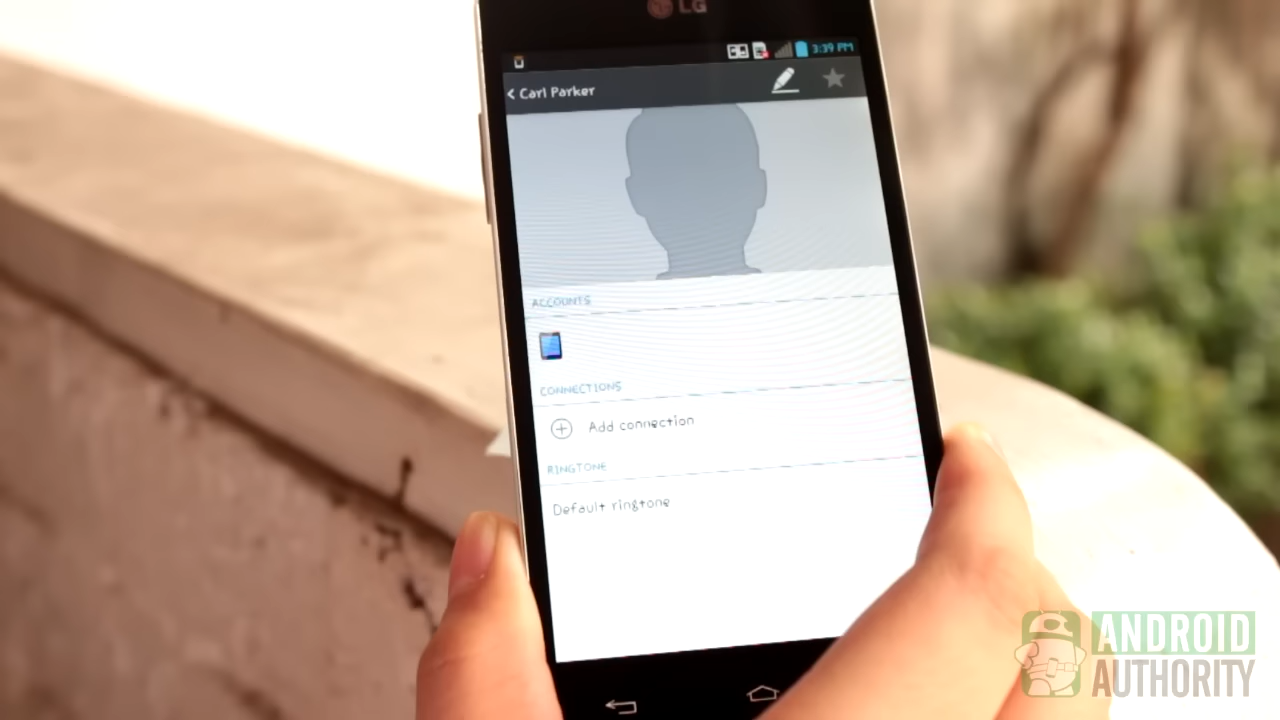 LG
3:39 PM
Carl Parker
ACCOUNTS
CONNECTIONS
Add connection
RINGTONE
Default ringtone
ANDROID
AUTHORITY